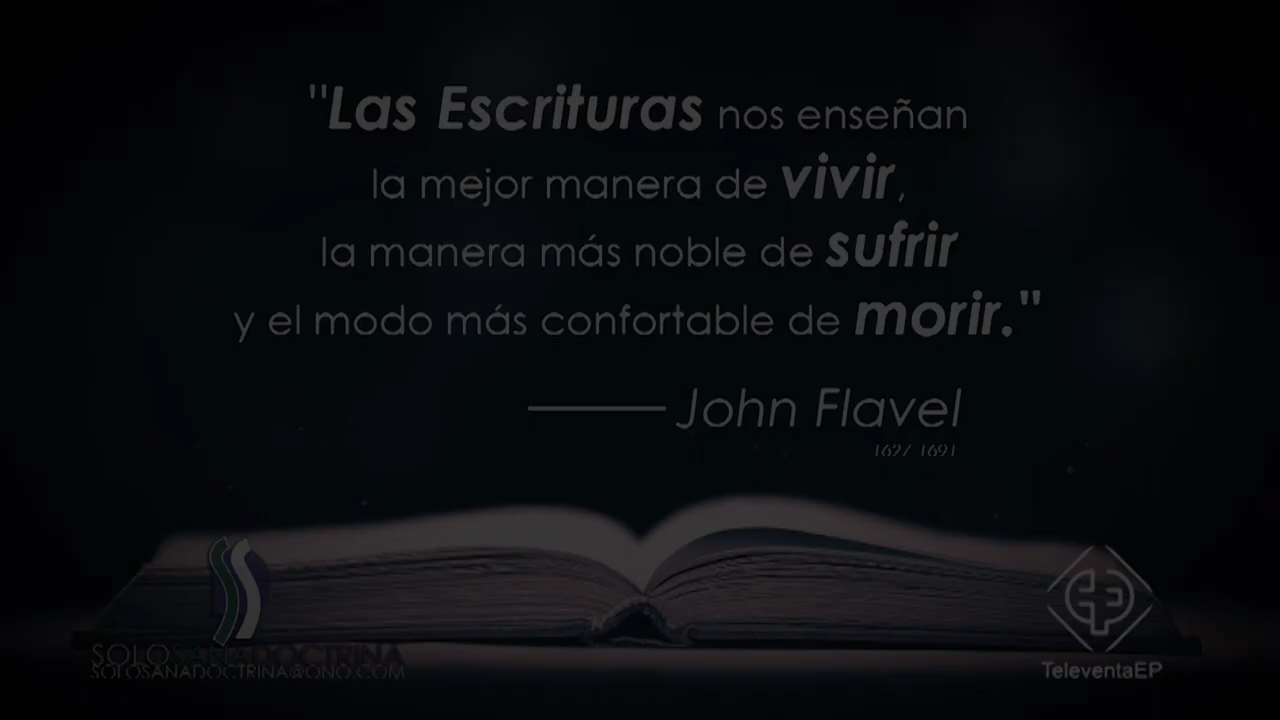 "Las Escrituras nos enseñan
la mejor manera de vivir,
la manera más noble de sufrir
y el modo más confortable de morir."
John Flavel
1627 1691
SOLOSANADOCTRINA
SOLOSANADOCTRINA@ONO.COM
TeleventaEP